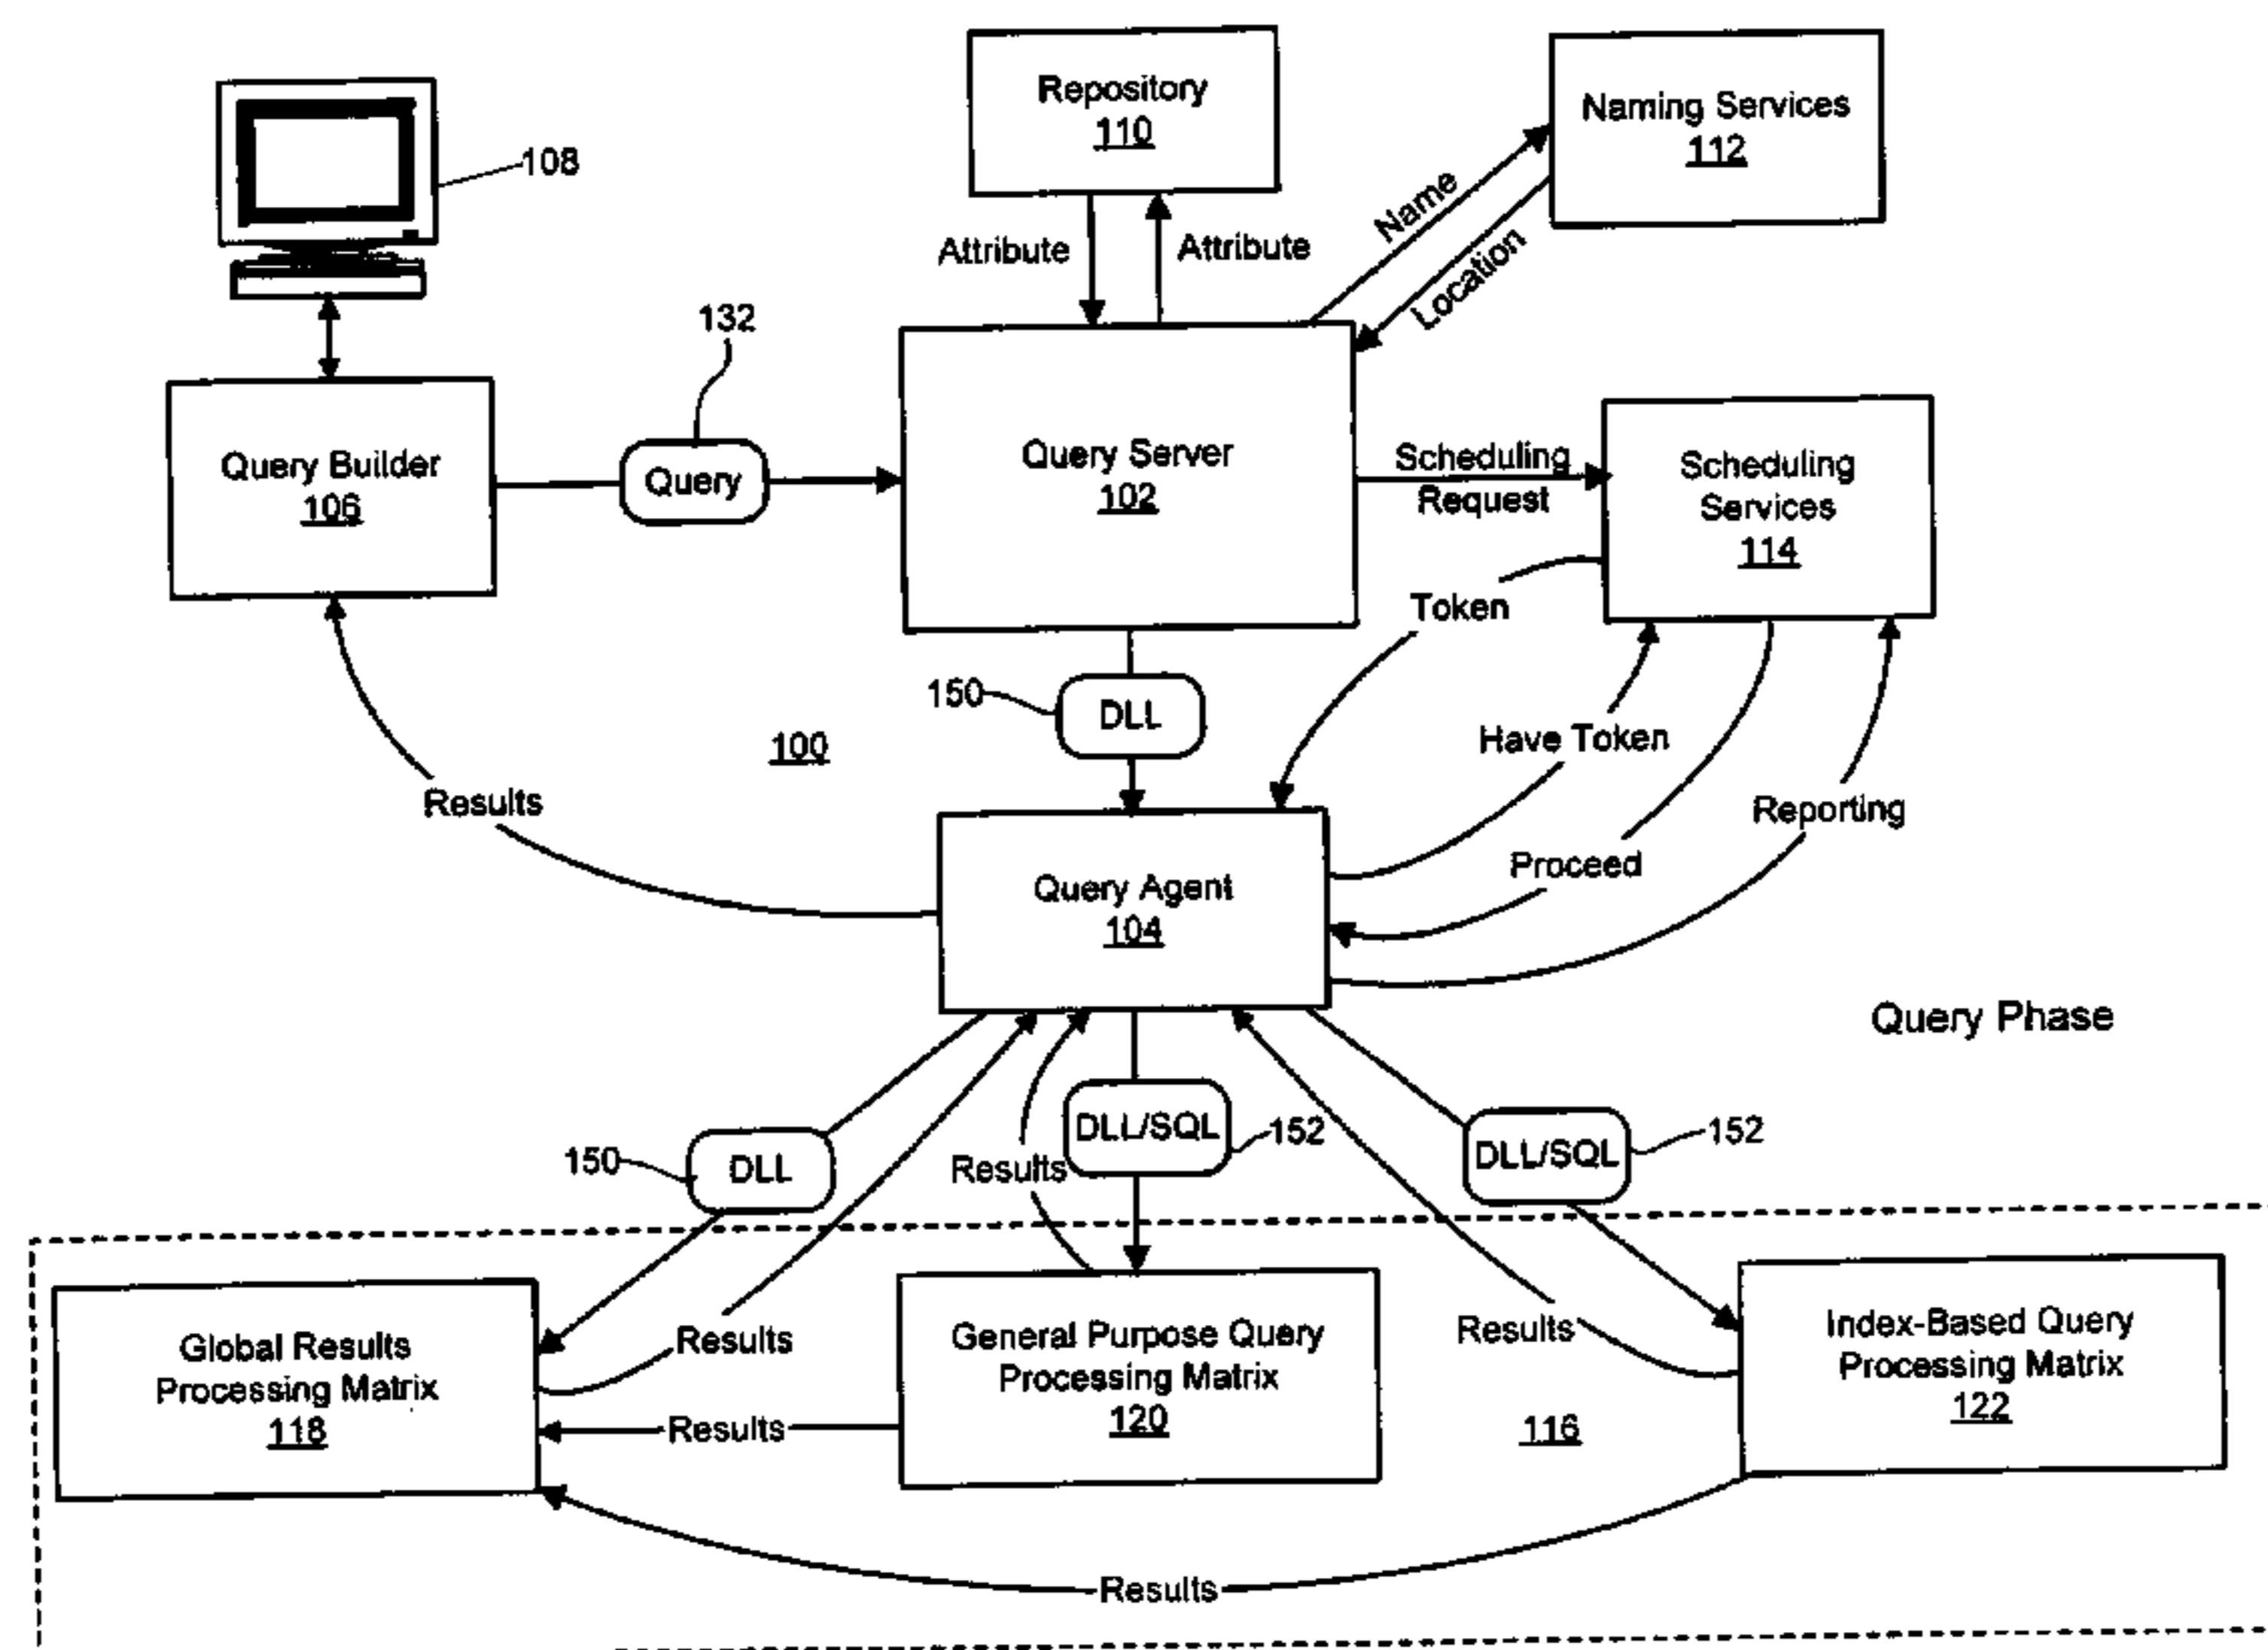 Repository
110
Naming Services
112
108
Attribute
Attribute
Name
Location
132
Query Builder
106
Query
Query Server
102
Scheduling
Request
Scheduling
Services
114
Token
150
DLL
100
Have Token
Results
Reporting
Proceed
Query Agent
104
Query Phase
150
DLL
Results
DLL/SQL
152
DLL/SQL
152
Global Results
Processing Matrix
118
Results
General Purpose Query
Processing Matrix
120
Results
Index-Based Query
Processing Matrix
122
Results
116
Results